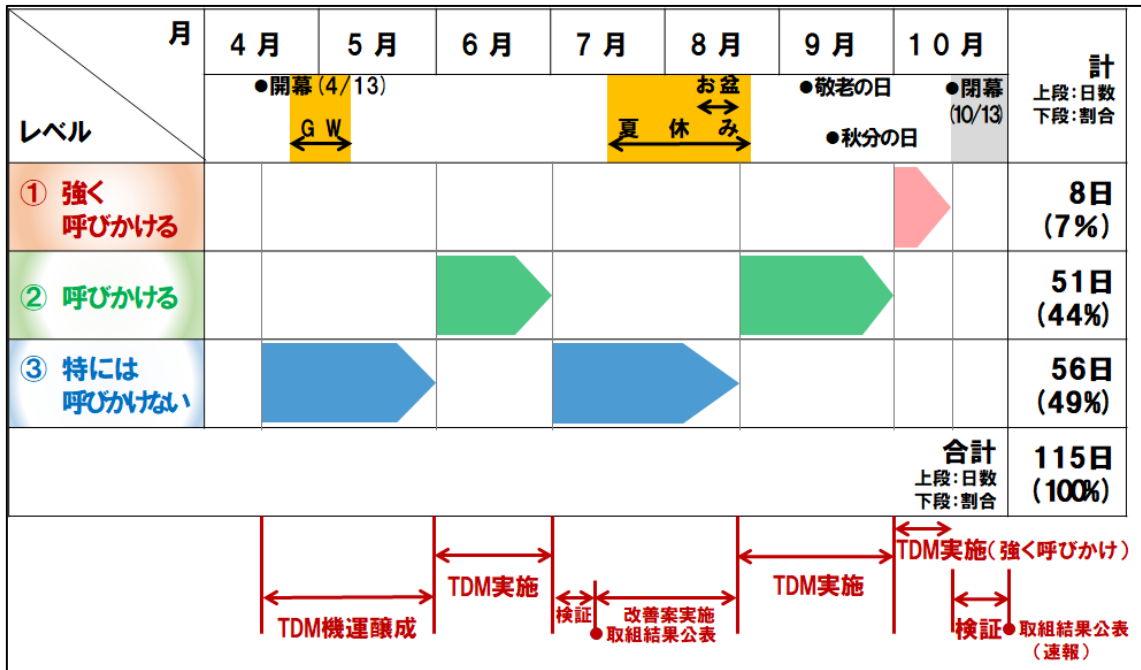 月
レベル
4月
5月
6月
7月
8月
9月
10月
計
上段:日数
下段:割合
●開幕(4/13)
GW
お盆
夏休み
●敬老の日
●秋分の日
●閉幕
(10/13)
① 強く
呼びかける
8日
(7%)
② 呼びかける
51日
(44%)
③ 特には
呼びかけない
56日
(49%)
合計
上段:日数
下段:割合
115日
(100%)
TDM機運醸成
TDM実施
検証
改善案実施
●取組結果公表
TDM実施
TDM実施(強く呼びかけ)
検証
●取組結果公表
(速報)